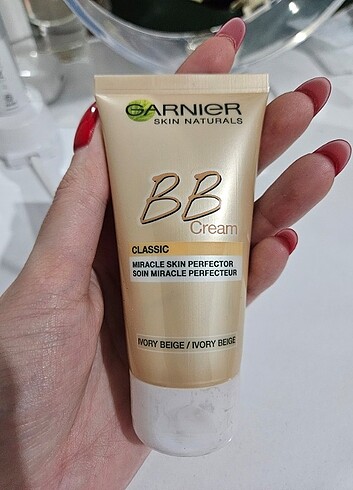 GARNIER
SKIN NATURALS
BB
Cream
CLASSIC
MIRACLE SKIN PERFECTOR
SOIN MIRACLE PERFECTEUR
IVORY BEIGE / IVORY BEIGE